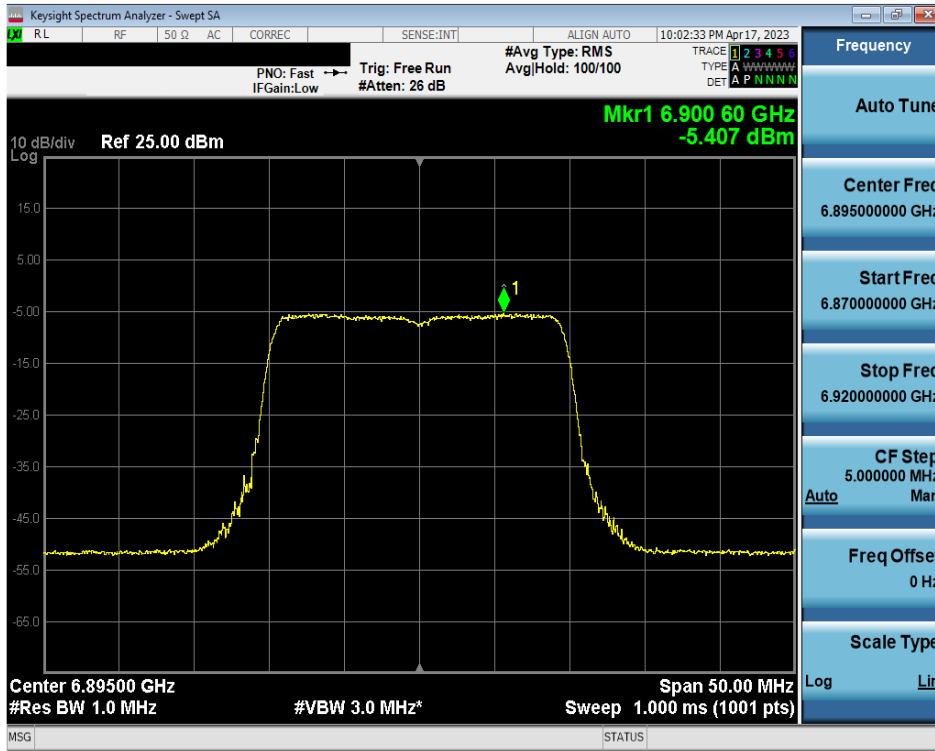 Keysight Spectrum Analyzer - Swept SA
LXI RL RF 50 Ω AC CORREC SENSE:INT ALIGN AUTO 10:02:33 PM Apr 17, 2023
PNO: Fast
IFGain:Low
Trig: Free Run
#Atten: 26 dB
#Avg Type: RMS
Avg|Hold: 100/100
TRACE 1 2 3 4 5 6
TYPE A WWWWW
DET A P N N N N
Mkr1 6.900 60 GHz
-5.407 dBm
10 dB/div Ref 25.00 dBm
Log
15.0
5.00
-5.00
-15.0
-25.0
-35.0
-45.0
-55.0
-65.0
1
Center 6.89500 GHz Span 50.00 MHz
#Res BW 1.0 MHz #VBW 3.0 MHz* Sweep 1.000 ms (1001 pts)
MSG STATUS
Frequency
Auto Tune
Center Freq
6.895000000 GHz
Start Freq
6.870000000 GHz
Stop Freq
6.920000000 GHz
CF Step
5.000000 MHz
Auto Man
Freq Offset
0 Hz
Scale Type
Log Lin